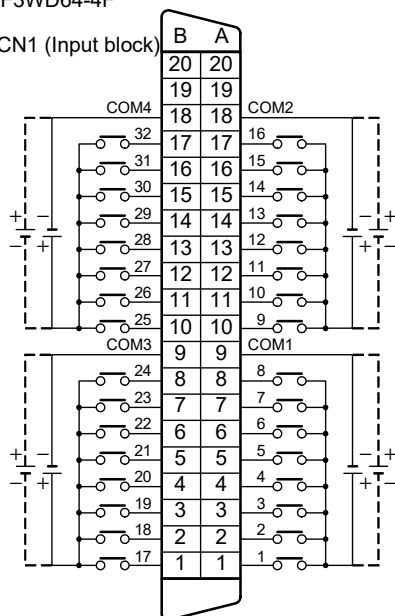 F3WD64-4F
CN1 (Input block)
B A
20 20
19 19
COM4 18 18 COM2
32 17 17 16
31 16 16 15
30 15 15 14
+ − 29 14 14 13 − +
− + 28 13 13 12 + −
27 12 12 11
26 11 11 10
25 10 10 9
COM3 9 9 COM1
24 8 8 8
23 7 7 7
22 6 6 6
+ − 21 5 5 5 − +
− + 20 4 4 4 + −
19 3 3 3
18 2 2 2
17 1 1 1